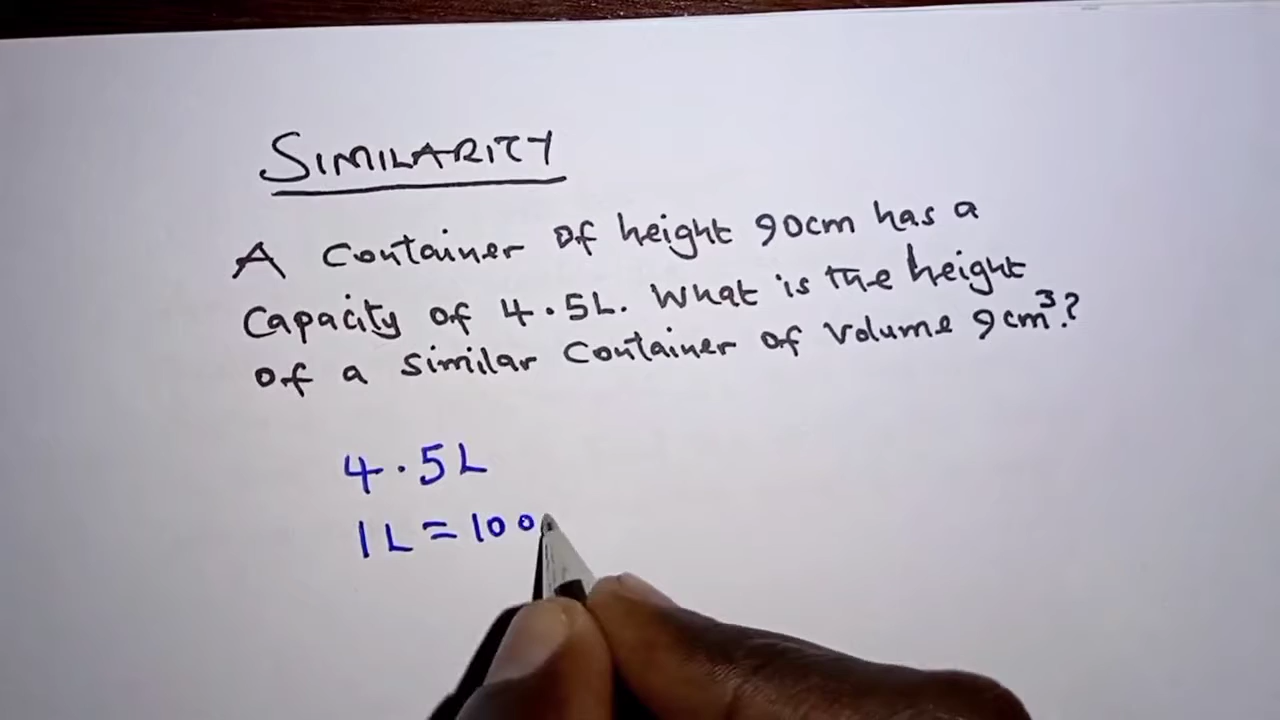 SIMILARITY
A Container of height 90cm has a
Capacity of 4.5L. What is the height
of a similar Container of Volume 9cm³?
4.5L
1L = 100